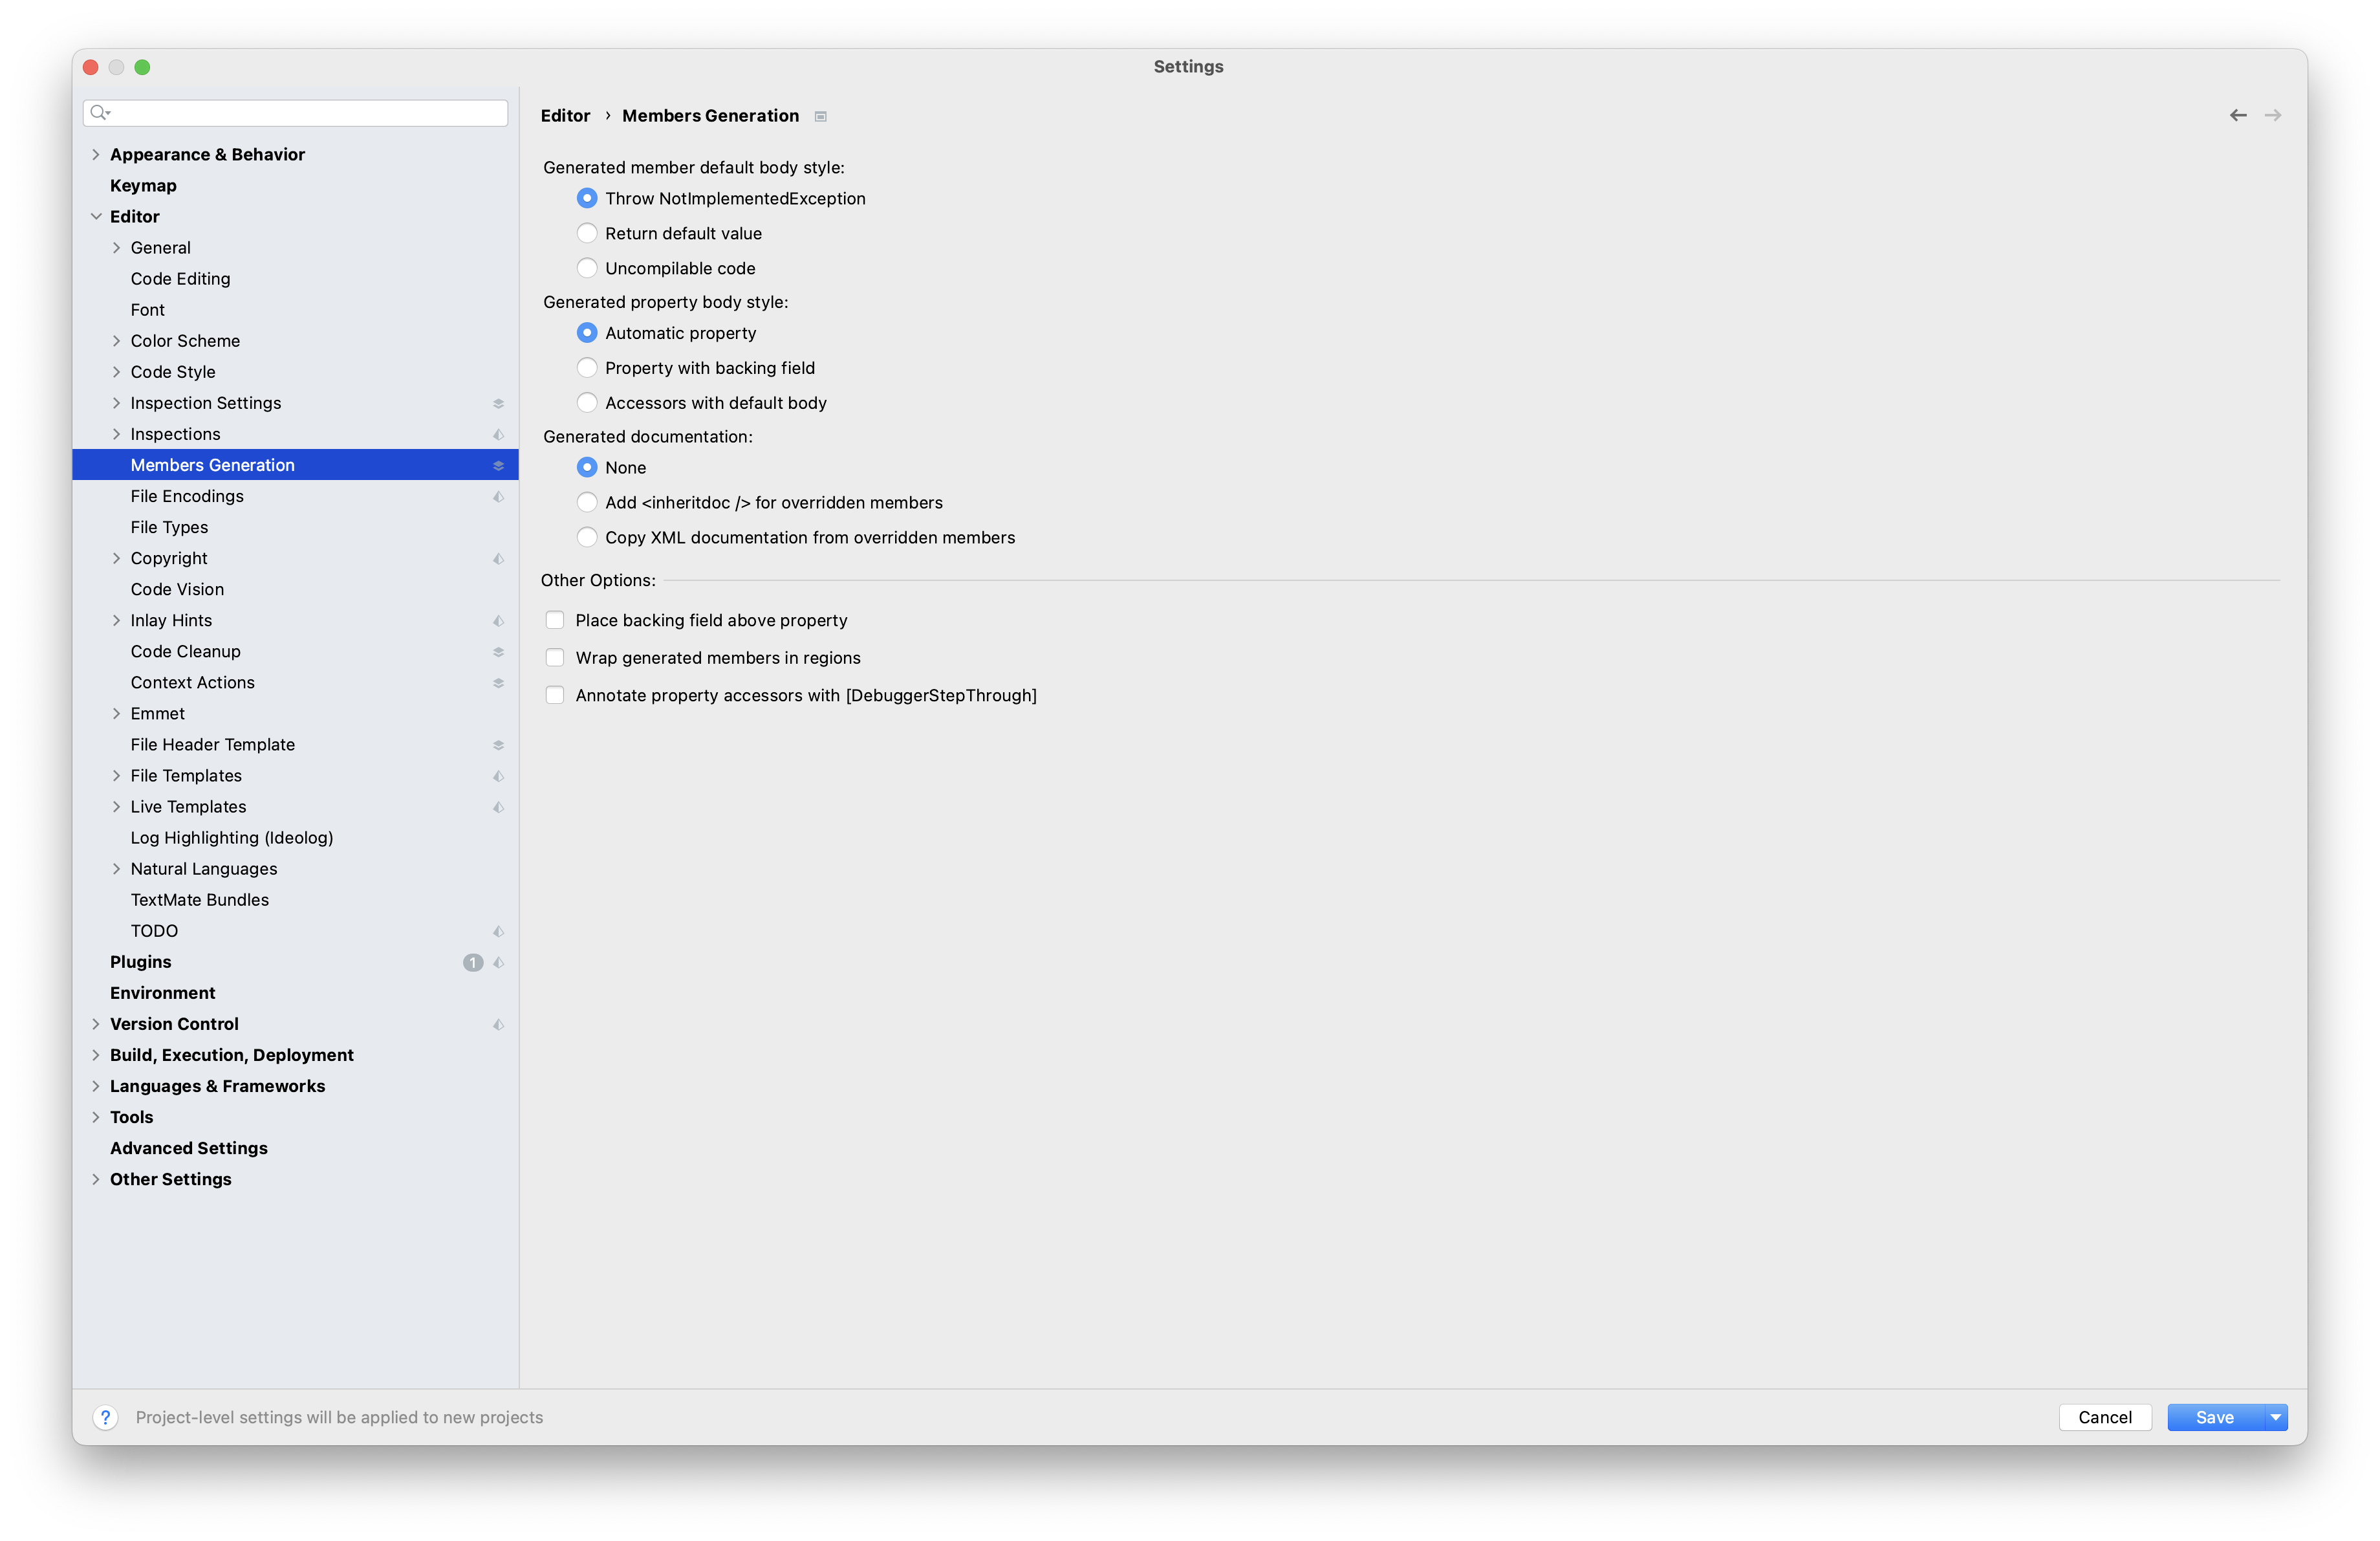 Settings
Appearance & Behavior
Keymap
Editor
General
Code Editing
Font
Color Scheme
Code Style
Inspection Settings
Inspections
Members Generation
File Encodings
File Types
Copyright
Code Vision
Inlay Hints
Code Cleanup
Context Actions
Emmet
File Header Template
File Templates
Live Templates
Log Highlighting (Ideolog)
Natural Languages
TextMate Bundles
TODO
Plugins 1
Environment
Version Control
Build, Execution, Deployment
Languages & Frameworks
Tools
Advanced Settings
Other Settings
Editor › Members Generation
Generated member default body style:
Throw NotImplementedException
Return default value
Uncompilable code
Generated property body style:
Automatic property
Property with backing field
Accessors with default body
Generated documentation:
None
Add <inheritdoc /> for overridden members
Copy XML documentation from overridden members
Other Options:
Place backing field above property
Wrap generated members in regions
Annotate property accessors with [DebuggerStepThrough]
? Project-level settings will be applied to new projects
Cancel
Save